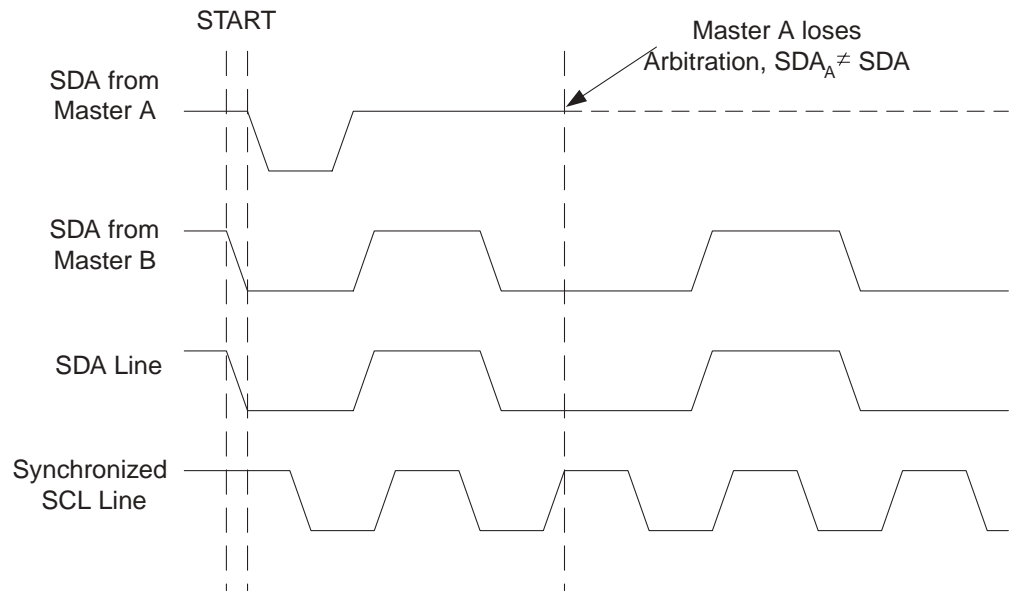 START
Master A loses
Arbitration, SDA_A ≠ SDA
SDA from
Master A
SDA from
Master B
SDA Line
Synchronized
SCL Line